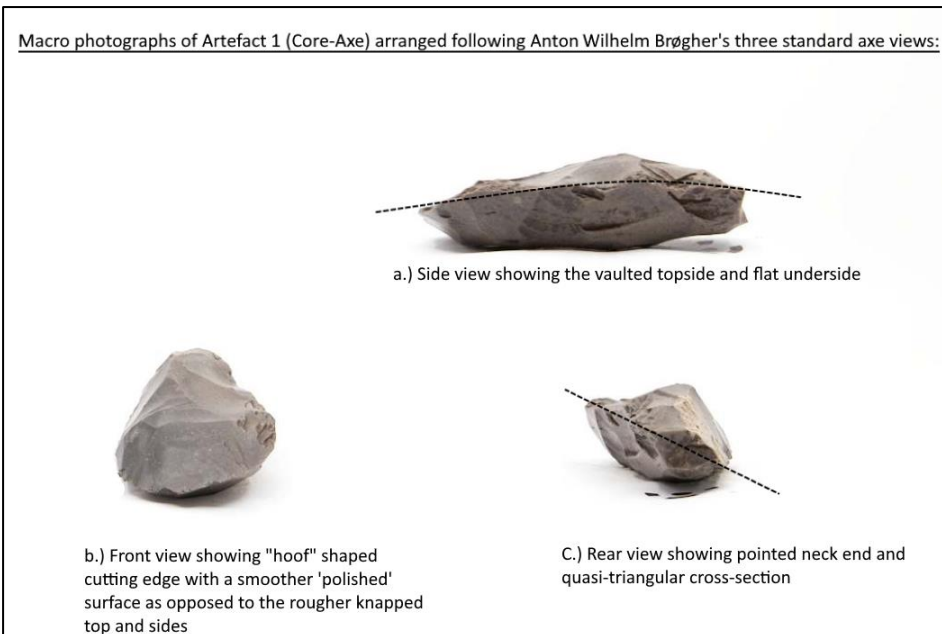 Macro photographs of Artefact 1 (Core-Axe) arranged following Anton Wilhelm Brøgher's three standard axe views:
a.) Side view showing the vaulted topside and flat underside
b.) Front view showing "hoof" shaped
cutting edge with a smoother 'polished'
surface as opposed to the rougher knapped
top and sides
C.) Rear view showing pointed neck end and
quasi-triangular cross-section